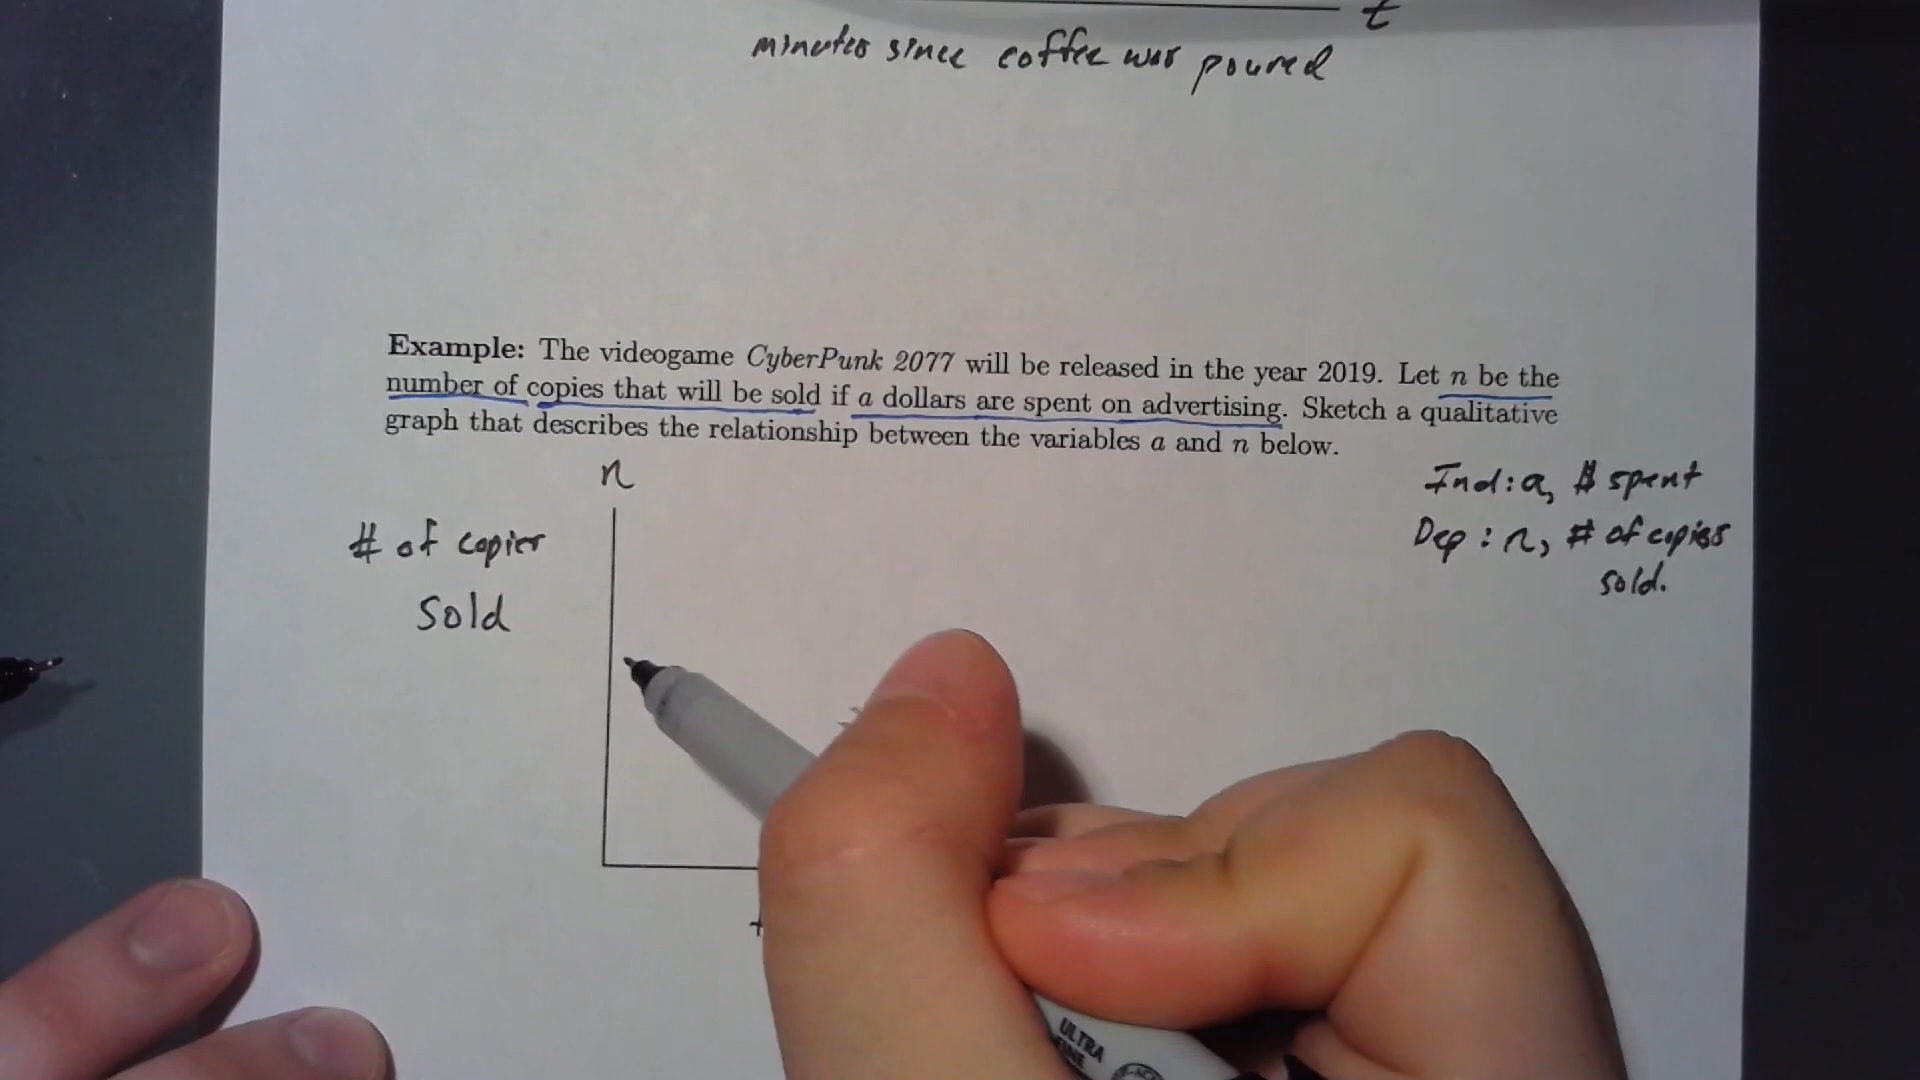 t
minutes since coffee was poured
Example: The videogame CyberPunk 2077 will be released in the year 2019. Let n be the
number of copies that will be sold if a dollars are spent on advertising. Sketch a qualitative
graph that describes the relationship between the variables a and n below.
n
# of copies
sold
Ind: a, $ spent
Dep: n, # of copies
sold.
ULTRA
FINE